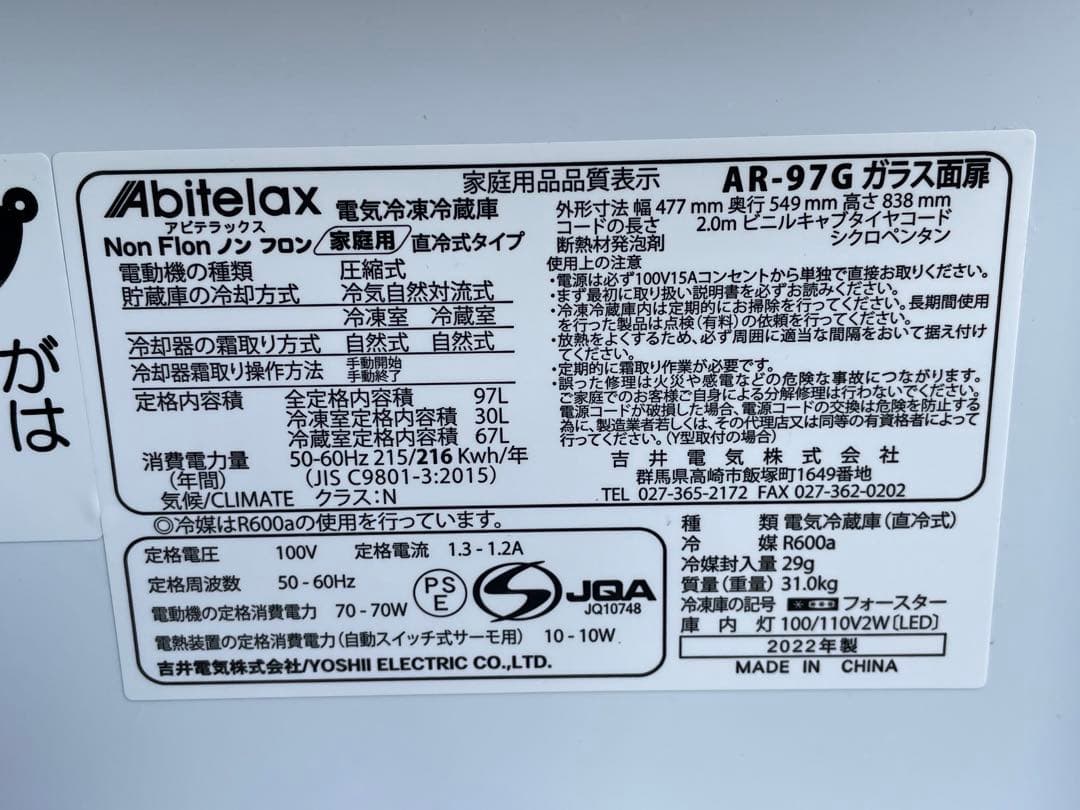 がは
Abitelax
アビテラックス
電気冷凍冷蔵庫
Non Flon ノン フロン 家庭用 直冷式タイプ
家庭用品品質表示
AR-97G ガラス面扉
電動機の種類 圧縮式
貯蔵庫の冷却方式 冷気自然対流式
冷凍室 冷蔵室
冷却器の霜取り方式 自然式 自然式
冷却器霜取り操作方法 手動開始
手動終了
定格内容積 全定格内容積 97L
冷凍室定格内容積 30L
冷蔵室定格内容積 67L
消費電力量 50-60Hz 215/216 Kwh/年
(年間) (JIS C9801-3:2015)
気候/CLIMATE クラス:N
外形寸法 幅 477 mm 奥行 549 mm 高さ 838 mm
コードの長さ 2.0m ビニルキャブタイヤコード
断熱材発泡剤 シクロペンタン
使用上の注意
・電源は必ず100V15Aコンセントから単独で直接お取りください。
・まず最初に取り扱い説明書を必ずお読みください。
・冷凍冷蔵庫内は定期的にお掃除を行ってください。長期間使用
を行った製品は点検(有料)の依頼を行ってください。
・放熱をよくするため、必ず周囲に適当な間隔をおいて据え付け
てください。
・定期的に霜取り作業が必要です。
・誤った修理は火災や感電などの危険な事故につながります。
ご家庭でのお客様ご自身による分解修理は行わないでください。
電源コードが破損した場合、電源コードの交換は危険を防止する
為に、製造業者若しくは、その代理店又は同等の有資格者によって
行ってください。(Y型取付の場合)
吉井電気株式会社
群馬県高崎市飯塚町1649番地
TEL 027-365-2172 FAX 027-362-0202
◎冷媒はR600aの使用を行っています。
定格電圧 100V 定格電流 1.3 - 1.2A
定格周波数 50 - 60Hz
電動機の定格消費電力 70 - 70W
PS
E
JQA
JQ10748
電熱装置の定格消費電力(自動スイッチ式サーモ用) 10 - 10W
吉井電気株式会社/YOSHII ELECTRIC CO.,LTD.
種類 電気冷蔵庫(直冷式)
冷媒 R600a
冷媒封入量 29g
質量(重量) 31.0kg
冷凍庫の記号 フォースター
庫内灯 100/110V2W〔LED〕
2022年製
MADE IN CHINA